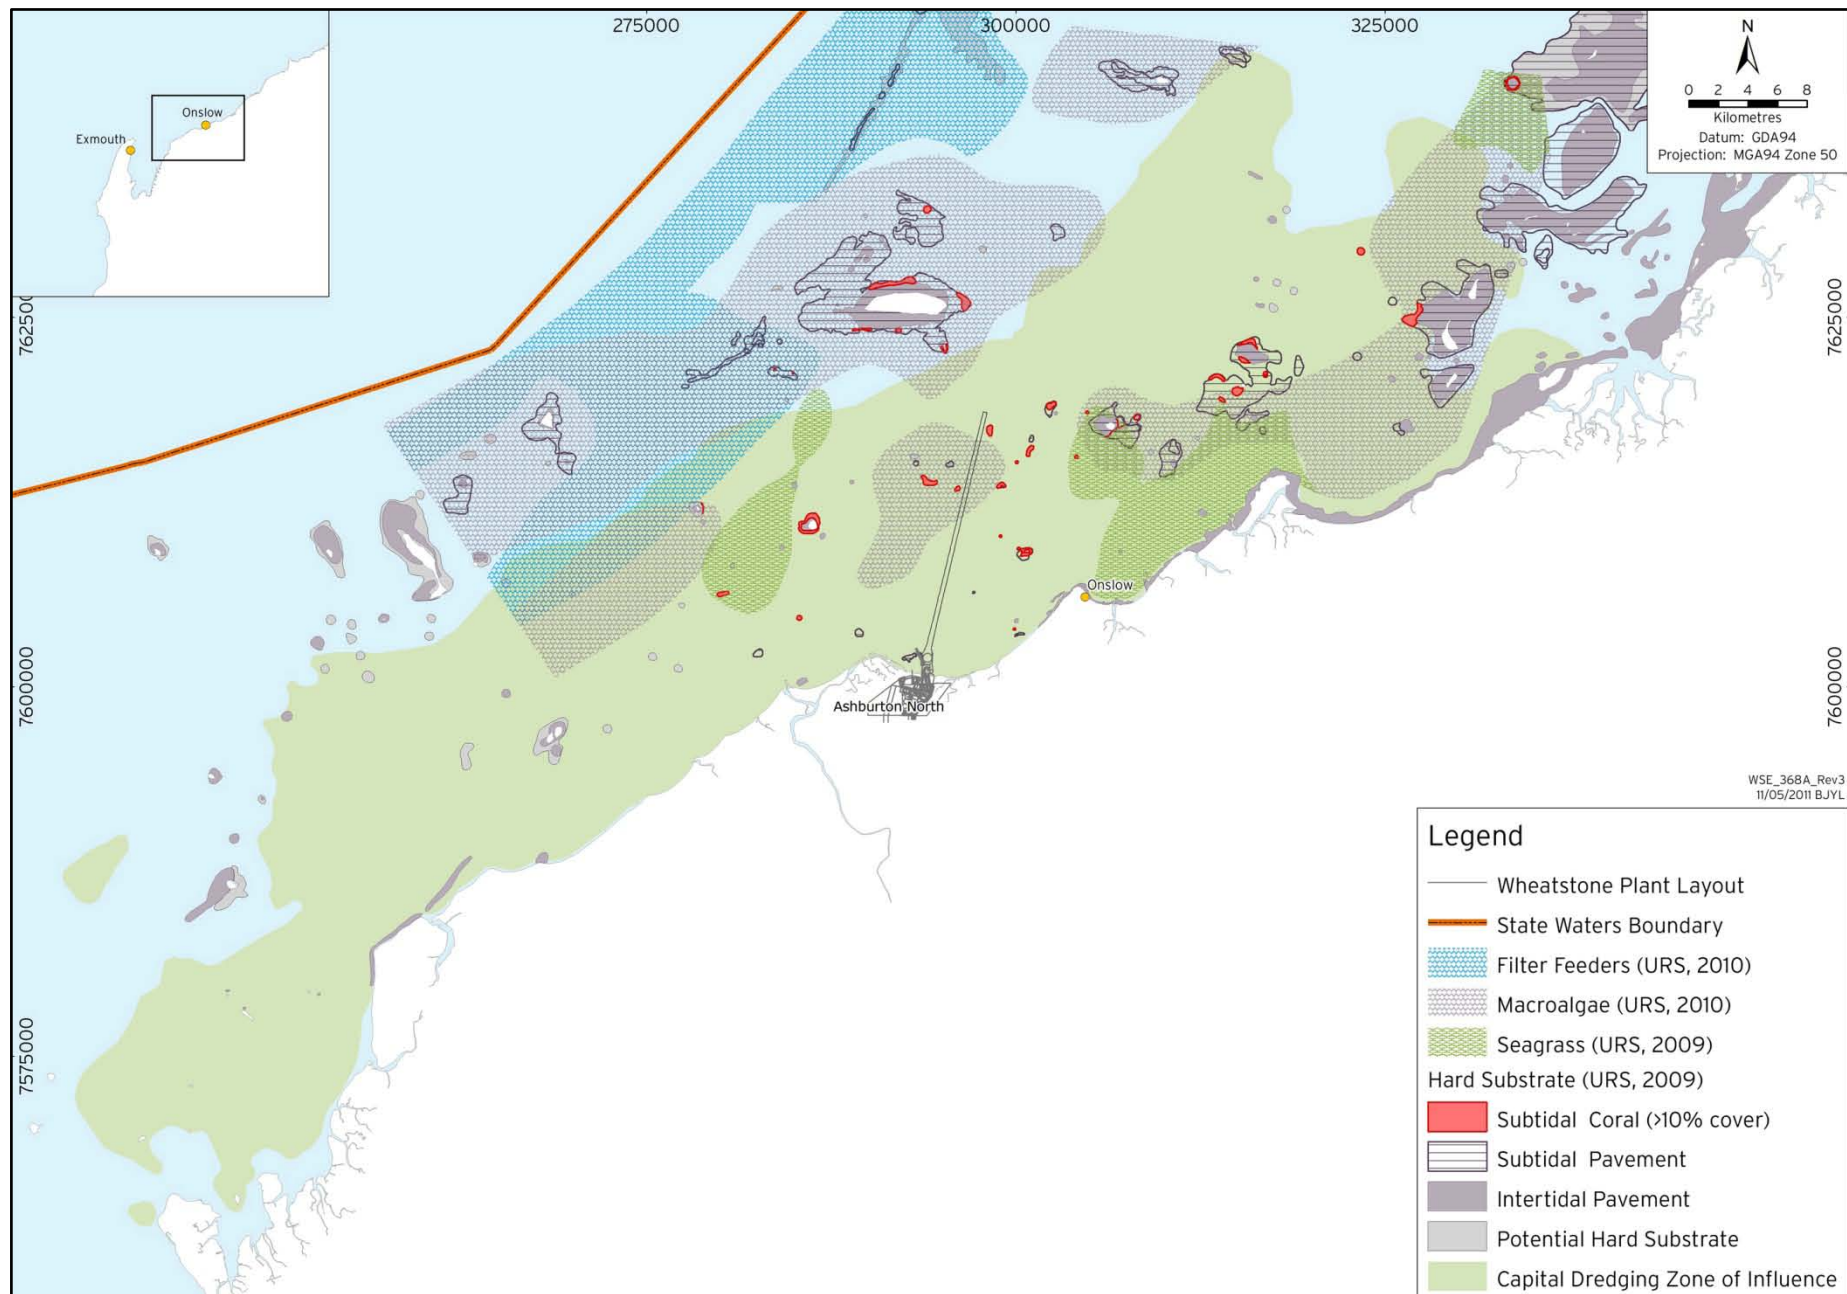 275000
300000
325000
N
0 2 4 6 8
Kilometres
Datum: GDA94
Projection: MGA94 Zone 50
Onslow
Exmouth
7625000
7625000
Onslow
7600000
7600000
Ashburton North
WSE_368A_Rev3
11/05/2011 BJYL
7575000
Legend
Wheatstone Plant Layout
State Waters Boundary
Filter Feeders (URS, 2010)
Macroalgae (URS, 2010)
Seagrass (URS, 2009)
Hard Substrate (URS, 2009)
Subtidal Coral (>10% cover)
Subtidal Pavement
Intertidal Pavement
Potential Hard Substrate
Capital Dredging Zone of Influence